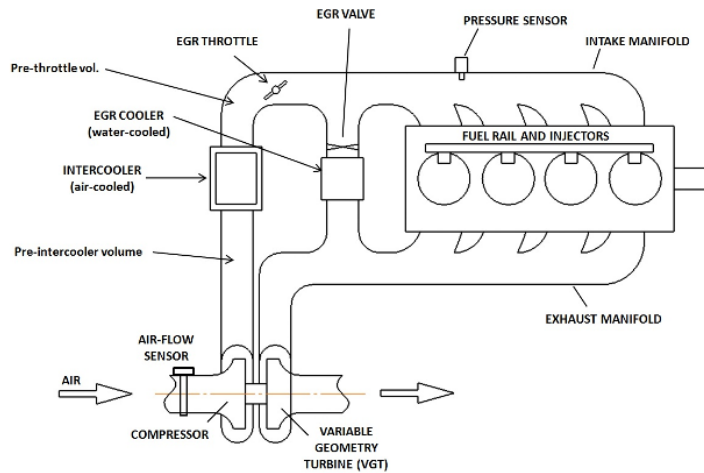 EGR VALVE
PRESSURE SENSOR
EGR THROTTLE
INTAKE MANIFOLD
Pre-throttle vol.
EGR COOLER
(water-cooled)
FUEL RAIL AND INJECTORS
INTERCOOLER
(air-cooled)
Pre-intercooler volume
EXHAUST MANIFOLD
AIR-FLOW
SENSOR
AIR
COMPRESSOR
VARIABLE
GEOMETRY
TURBINE (VGT)